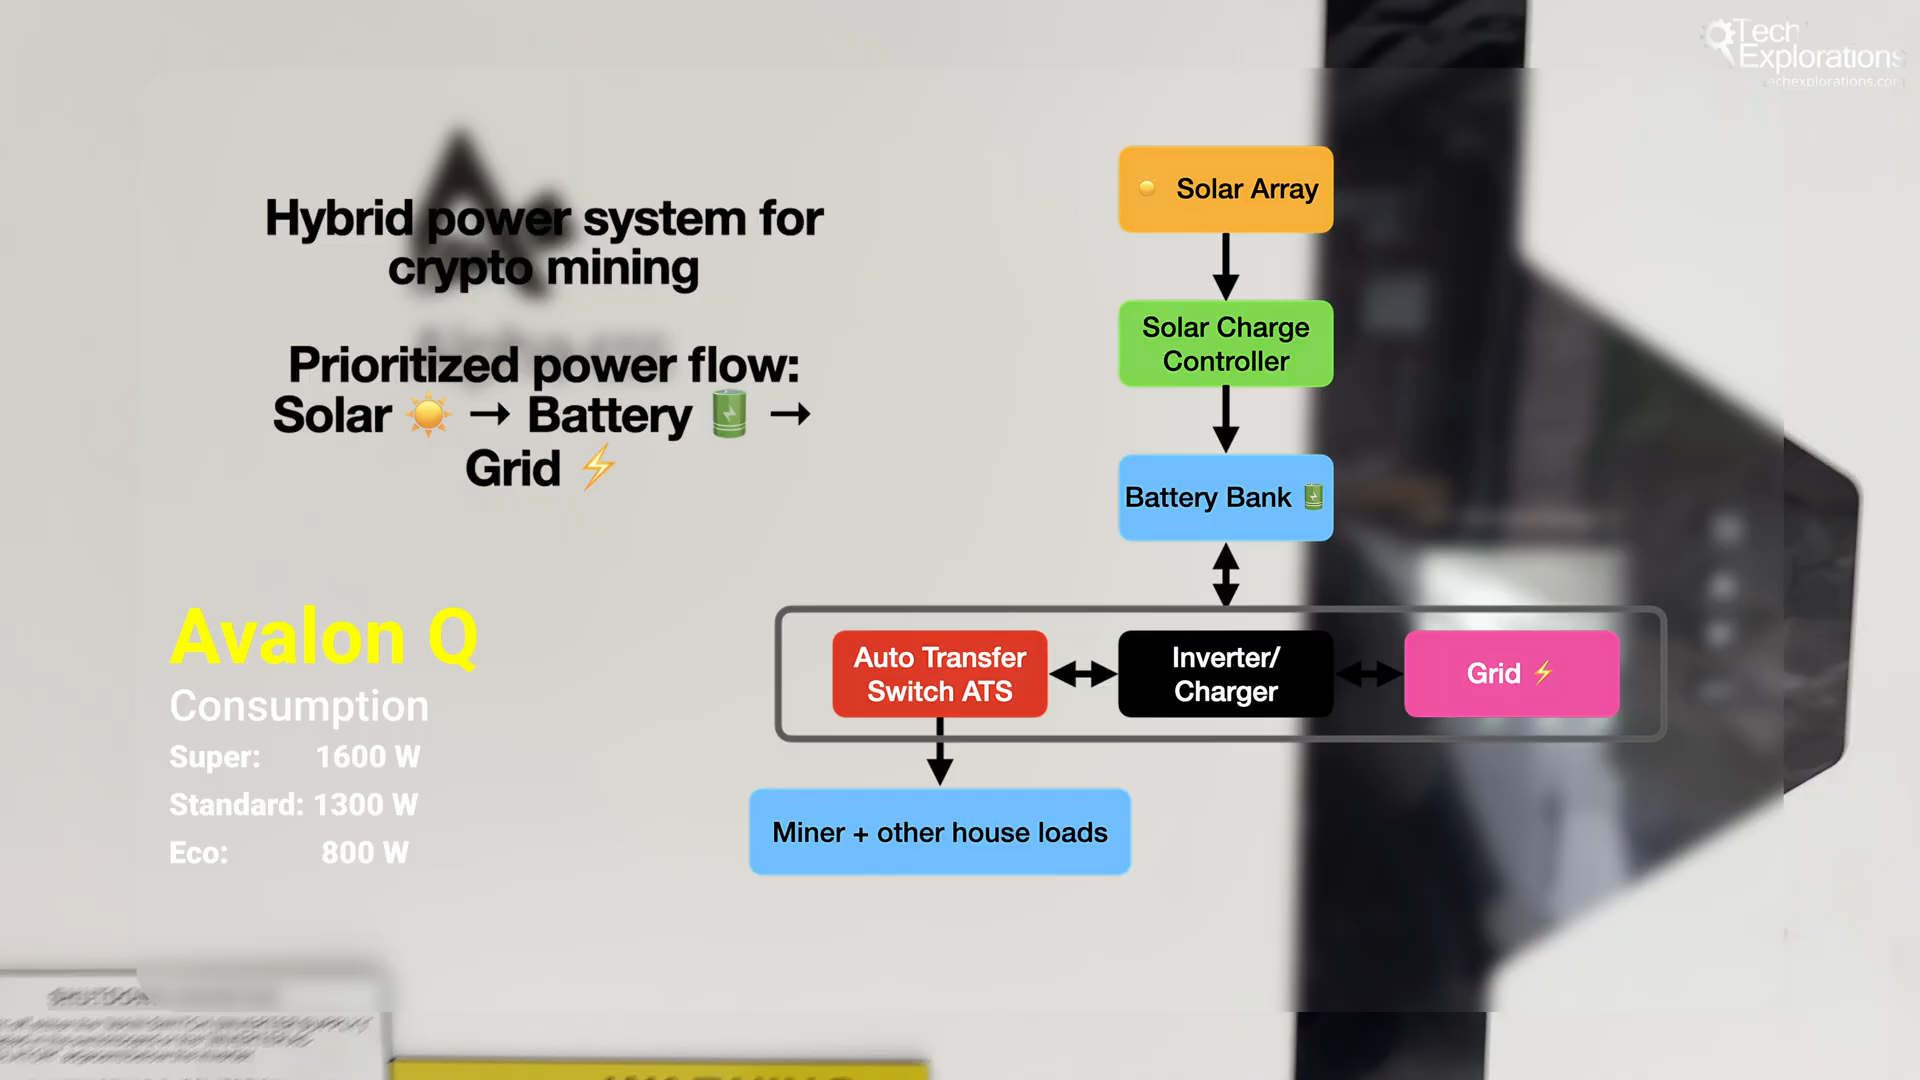 Tech
Explorations
Hybrid power system for
crypto mining
Prioritized power flow:
Solar ☀️ → Battery 🔋 →
Grid ⚡
Avalon Q
Consumption
Super: 1600 W
Standard: 1300 W
Eco: 800 W
☀️ Solar Array
Solar Charge
Controller
Battery Bank 🔋
Auto Transfer
Switch ATS
Inverter/
Charger
Grid ⚡
Miner + other house loads